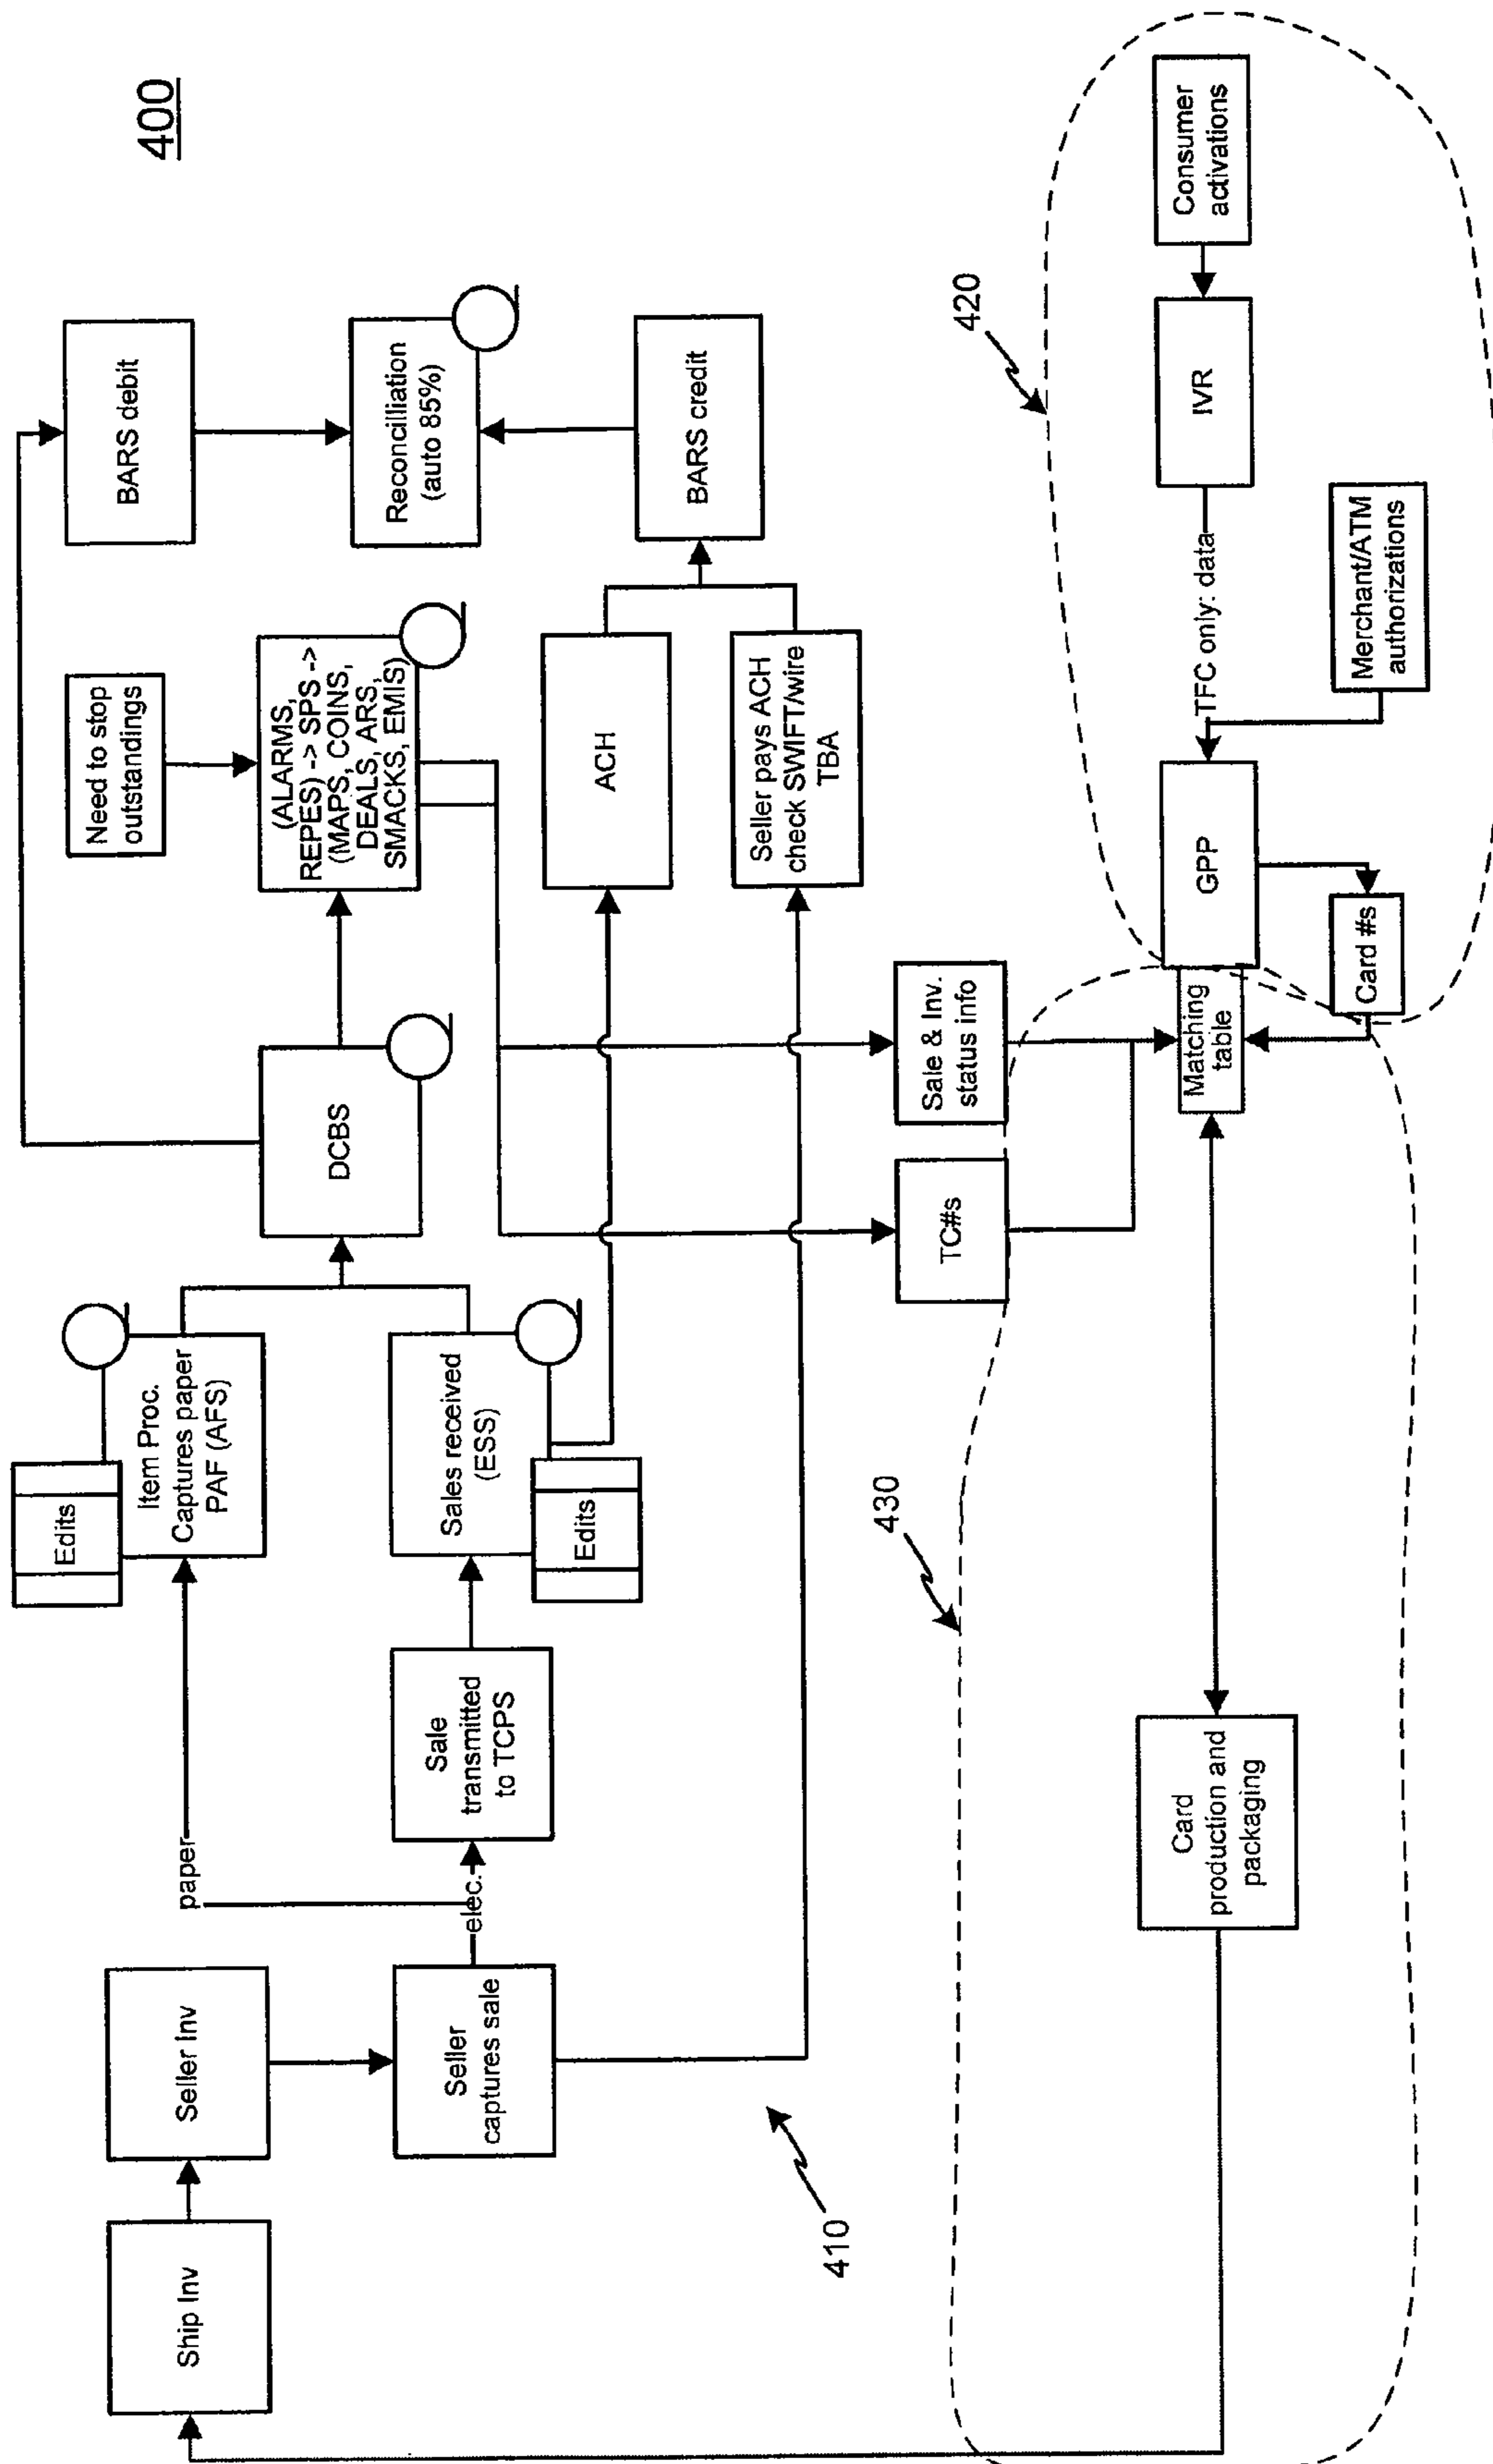 400
Ship Inv
Seller Inv
Seller
captures sale
paper
elec.
Sale
transmitted
to TCPS
Edits
Item Proc.
Captures paper
PAF (AFS)
Sales received
(ESS)
Edits
DCBS
Need to stop
outstandings
(ALARMS,
REPES) -> SPS ->
(MAPS, COINS,
DEALS, ARS,
SMACKS, EMIS)
ACH
Seller pays ACH
check SWIFT/wire
TBA
BARS debit
Reconcilliation
(auto 85%)
BARS credit
410
430
420
TC#s
Sale & Inv.
status info
Card
production and
packaging
Matching
table
GPP
Card #s
TFC only: data
IVR
Consumer
activations
Merchant/ATM
authorizations